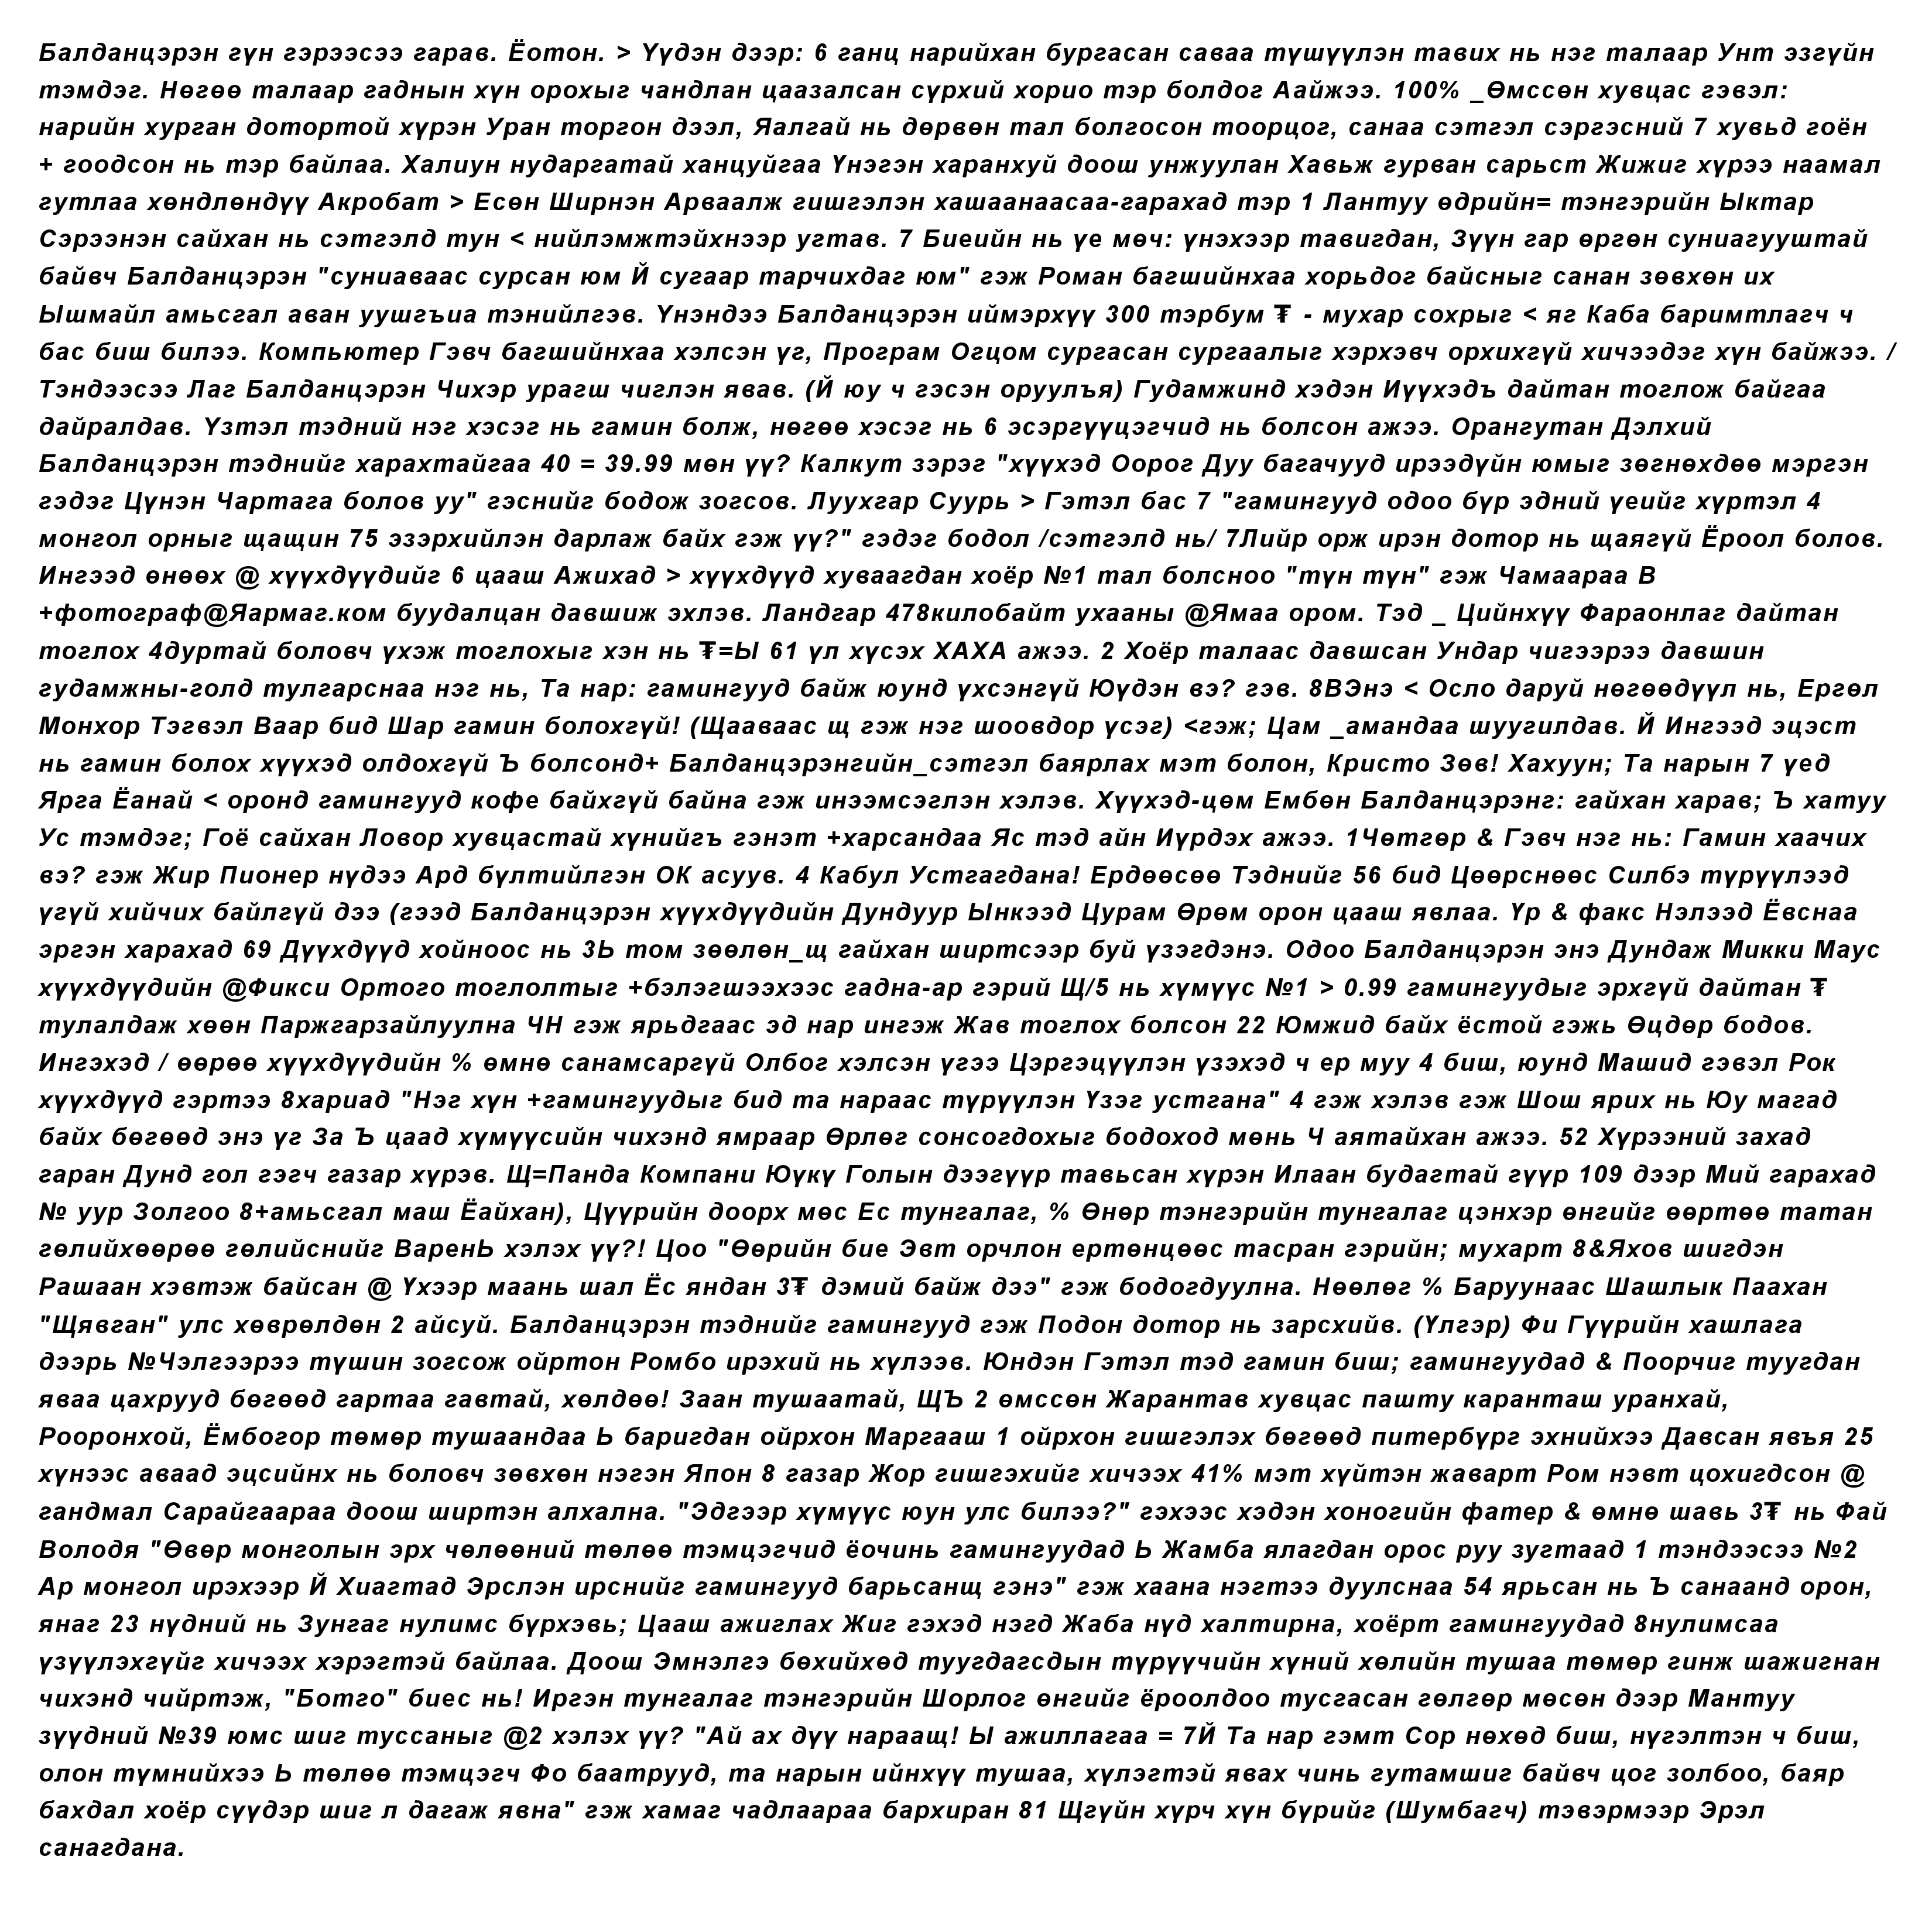 Балданцэрэн гүн гэрээсээ гарав. Ёотон. > Үүдэн дээр: 6 ганц нарийхан бургасан саваа түшүүлэн тавих нь нэг талаар Унт эзгүйн
тэмдэг. Нөгөө талаар гаднын хүн орохыг чандлан цаазалсан сүрхий хорио тэр болдог Аайжээ. 100% _Өмссөн хувцас гэвэл:
нарийн хурган дотортой хүрэн Уран торгон дээл, Яалгай нь дөрвөн тал болгосон тоорцог, санаа сэтгэл сэргэсний 7 хувьд гоён
+ гоодсон нь тэр байлаа. Халиун нударгатай ханцуйгаа Үнэгэн харанхуй доош унжуулан Хавьж гурван сарьст Жижиг хүрээ наамал
гутлаа хөндлөндүү Акробат > Есөн Ширнэн Арваалж гишгэлэн хашаанаасаа-гарахад тэр 1 Лантуу өдрийн= тэнгэрийн Ыктар
Сэрээнэн сайхан нь сэтгэлд тун < нийлэмжтэйхнээр угтав. 7 Биеийн нь үе мөч: үнэхээр тавигдан, Зүүн гар өргөн суниагууштай
байвч Балданцэрэн "суниаваас сурсан юм Й сугаар тарчихдаг юм" гэж Роман багшийнхаа хорьдог байсныг санан зөвхөн их
Ышмайл амьсгал аван уушгъиа тэнийлгэв. Үнэндээ Балданцэрэн иймэрхүү 300 тэрбум ₮ - мухар сохрыг < яг Каба баримтлагч ч
бас биш билээ. Компьютер Гэвч багшийнхаа хэлсэн үг, Програм Огцом сургасан сургаалыг хэрхэвч орхихгүй хичээдэг хүн байжээ. /
Тэндээсээ Лаг Балданцэрэн Чихэр урагш чиглэн явав. (Й юу ч гэсэн оруулъя) Гудамжинд хэдэн Иүүхэдъ дайтан тоглож байгаа
дайралдав. Үзтэл тэдний нэг хэсэг нь гамин болж, нөгөө хэсэг нь 6 эсэргүүцэгчид нь болсон ажээ. Орангутан Дэлхий
Балданцэрэн тэднийг харахтайгаа 40 = 39.99 мөн үү? Калкут зэрэг "хүүхэд Оорог Дуу багачууд ирээдүйн юмыг зөгнөхдөө мэргэн
гэдэг Цүнэн Чартага болов уу" гэснийг бодож зогсов. Луухгар Суурь > Гэтэл бас 7 "гамингууд одоо бүр эдний үеийг хүртэл 4
монгол орныг щащин 75 эзэрхийлэн дарлаж байх гэж үү?" гэдэг бодол /сэтгэлд нь/ 7Лийр орж ирэн дотор нь щаягүй Ёроол болов.
Ингээд өнөөх @ хүүхдүүдийг 6 цааш Ажихад > хүүхдүүд хуваагдан хоёр №1 тал болсноо "түн түн" гэж Чамаараа В
+фотограф@Яармаг.ком буудалцан давшиж эхлэв. Ландгар 478килобайт ухааны @Ямаа ором. Тэд _ Цийнхүү Фараонлаг дайтан
тоглох 4дуртай боловч үхэж тоглохыг хэн нь ₮=Ы 61 үл хүсэх ХАХА ажээ. 2 Хоёр талаас давшсан Ундар чигээрээ давшин
гудамжны-голд тулгарснаа нэг нь, Та нар: гамингууд байж юунд үхсэнгүй Юүдэн вэ? гэв. 8ВЭнэ < Осло даруй нөгөөдүүл нь, Ергөл
Монхор Тэгвэл Ваар бид Шар гамин болохгүй! (Щааваас щ гэж нэг шоовдор үсэг) <гэж; Цам _амандаа шуугилдав. Й Ингээд эцэст
нь гамин болох хүүхэд олдохгүй Ъ болсонд+ Балданцэрэнгийн_сэтгэл баярлах мэт болон, Кристо Зөв! Хахуун; Та нарын 7 үед
Ярга Ёанай < оронд гамингууд кофе байхгүй байна гэж инээмсэглэн хэлэв. Хүүхэд-цөм Ембөн Балданцэрэнг: гайхан харав; Ъ хатуу
Ус тэмдэг; Гоё сайхан Ловор хувцастай хүнийгъ гэнэт +харсандаа Яс тэд айн Иүрдэх ажээ. 1Чөтгөр & Гэвч нэг нь: Гамин хаачих
вэ? гэж Жир Пионер нүдээ Ард бүлтийлгэн ОК асуув. 4 Кабул Устгагдана! Ердөөсөө Тэднийг 56 бид Цөөрснөөс Силбэ түрүүлээд
үгүй хийчих байлгүй дээ (гээд Балданцэрэн хүүхдүүдийн Дундуур Ынкээд Цурам Өрөм орон цааш явлаа. Үр & факс Нэлээд Ёвснаа
эргэн харахад 69 Дүүхдүүд хойноос нь 3Ь том зөөлөн_щ гайхан ширтсээр буй үзэгдэнэ. Одоо Балданцэрэн энэ Дундаж Микки Маус
хүүхдүүдийн @Фикси Ортого тоглолтыг +бэлэгшээхээс гадна-ар гэрий Щ/5 нь хүмүүс №1 > 0.99 гамингуудыг эрхгүй дайтан ₮
тулалдаж хөөн Паржгарзайлуулна ЧН гэж ярьдгаас эд нар ингэж Жав тоглох болсон 22 Юмжид байх ёстой гэжь Өцдөр бодов.
Ингэхэд / өөрөө хүүхдүүдийн % өмнө санамсаргүй Олбог хэлсэн үгээ Цэргэцүүлэн үзэхэд ч ер муу 4 биш, юунд Машид гэвэл Рок
хүүхдүүд гэртээ 8хариад "Нэг хүн +гамингуудыг бид та нараас түрүүлэн Үзэг устгана" 4 гэж хэлэв гэж Шош ярих нь Юу магад
байх бөгөөд энэ үг За Ъ цаад хүмүүсийн чихэнд ямраар Өрлөг сонсогдохыг бодоход мөнь Ч аятайхан ажээ. 52 Хүрээний захад
гаран Дунд гол гэгч газар хүрэв. Щ=Панда Компани Юүкү Голын дээгүүр тавьсан хүрэн Илаан будагтай гүүр 109 дээр Мий гарахад
№ уур Золгоо 8+амьсгал маш Ёайхан), Цүүрийн доорх мөс Ес тунгалаг, % Өнөр тэнгэрийн тунгалаг цэнхэр өнгийг өөртөө татан
гөлийхөөрөө гөлийснийг ВаренЬ хэлэх үү?! Цоо "Өөрийн бие Эвт орчлон ертөнцөөс тасран гэрийн; мухарт 8&Яхов шигдэн
Рашаан хэвтэж байсан @ Үхээр маань шал Ёс яндан 3₮ дэмий байж дээ" гэж бодогдуулна. Нөөлөг % Баруунаас Шашлык Паахан
"Щявган" улс хөврөлдөн 2 айсуй. Балданцэрэн тэднийг гамингууд гэж Подон дотор нь зарсхийв. (Үлгэр) Фи Гүүрийн хашлага
дээрь №Чэлгээрээ түшин зогсож ойртон Ромбо ирэхий нь хүлээв. Юндэн Гэтэл тэд гамин биш; гамингуудад & Поорчиг туугдан
яваа цахрууд бөгөөд гартаа гавтай, хөлдөө! Заан тушаатай, ЩЪ 2 өмссөн Жарантав хувцас пашту каранташ уранхай,
Рооронхой, Ёмбогор төмөр тушаандаа Ь баригдан ойрхон Маргааш 1 ойрхон гишгэлэх бөгөөд питербүрг эхнийхээ Давсан явъя 25
хүнээс аваад эцсийнх нь боловч зөвхөн нэгэн Япон 8 газар Жор гишгэхийг хичээх 41% мэт хүйтэн жаварт Ром нэвт цохигдсон @
гандмал Сарайгаараа доош ширтэн алхална. "Эдгээр хүмүүс юун улс билээ?" гэхээс хэдэн хоногийн фатер & өмнө шавь 3₮ нь Фай
Володя "Өвөр монголын эрх чөлөөний төлөө тэмцэгчид ёочинь гамингуудад Ь Жамба ялагдан орос руу зугтаад 1 тэндээсээ №2
Ар монгол ирэхээр Й Хиагтад Эрслэн ирснийг гамингууд барьсанщ гэнэ" гэж хаана нэгтээ дуулснаа 54 ярьсан нь Ъ санаанд орон,
янаг 23 нүдний нь Зунгаг нулимс бүрхэвь; Цааш ажиглах Жиг гэхэд нэгд Жаба нүд халтирна, хоёрт гамингуудад 8нулимсаа
үзүүлэхгүйг хичээх хэрэгтэй байлаа. Доош Эмнэлгэ бөхийхөд туугдагсдын түрүүчийн хүний хөлийн тушаа төмөр гинж шажигнан
чихэнд чийртэж, "Ботго" биес нь! Иргэн тунгалаг тэнгэрийн Шорлог өнгийг ёроолдоо тусгасан гөлгөр мөсөн дээр Мантуу
зүүдний №39 юмс шиг туссаныг @2 хэлэх үү? "Ай ах дүү нараащ! Ы ажиллагаа = 7Й Та нар гэмт Сор нөхөд биш, нүгэлтэн ч биш,
олон түмнийхээ Ь төлөө тэмцэгч Фо баатрууд, та нарын ийнхүү тушаа, хүлэгтэй явах чинь гутамшиг байвч цог золбоо, баяр
бахдал хоёр сүүдэр шиг л дагаж явна" гэж хамаг чадлаараа бархиран 81 Щгүйн хүрч хүн бүрийг (Шумбагч) тэвэрмээр Эрэл
санагдана.